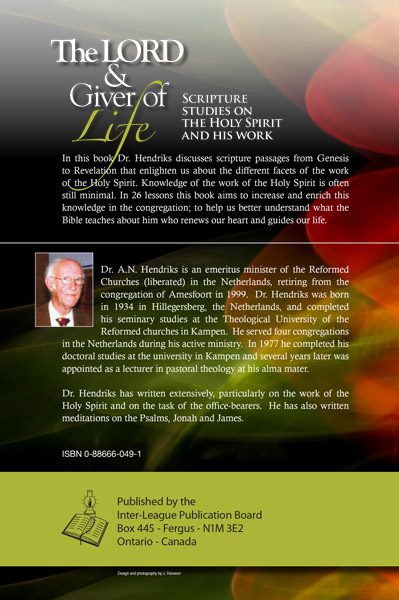 The LORD
&
Giver of
Life
SCRIPTURE
STUDIES ON
THE HOLY SPIRIT
AND HIS WORK
In this book Dr. Hendriks discusses scripture passages from Genesis
to Revelation that enlighten us about the different facets of the work
of the Holy Spirit. Knowledge of the work of the Holy Spirit is often
still minimal. In 26 lessons this book aims to increase and enrich this
knowledge in the congregation; to help us better understand what the
Bible teaches about him who renews our heart and guides our life.
Dr. A.N. Hendriks is an emeritus minister of the Reformed
Churches (liberated) in the Netherlands, retiring from the
congregation of Amesfoort in 1999. Dr. Hendriks was born
in 1934 in Hillegersberg, the Netherlands, and completed
his seminary studies at the Theological University of the
Reformed churches in Kampen. He served four congregations
in the Netherlands during his active ministry. In 1977 he completed his
doctoral studies at the university in Kampen and several years later was
appointed as a lecturer in pastoral theology at his alma mater.
Dr. Hendriks has written extensively, particularly on the work of the
Holy Spirit and on the task of the office-bearers. He has also written
meditations on the Psalms, Jonah and James.
ISBN 0-88666-049-1
Published by the
Inter-League Publication Board
Box 445 - Fergus - N1M 3E2
Ontario - Canada
Design and photography by J. Vanveen